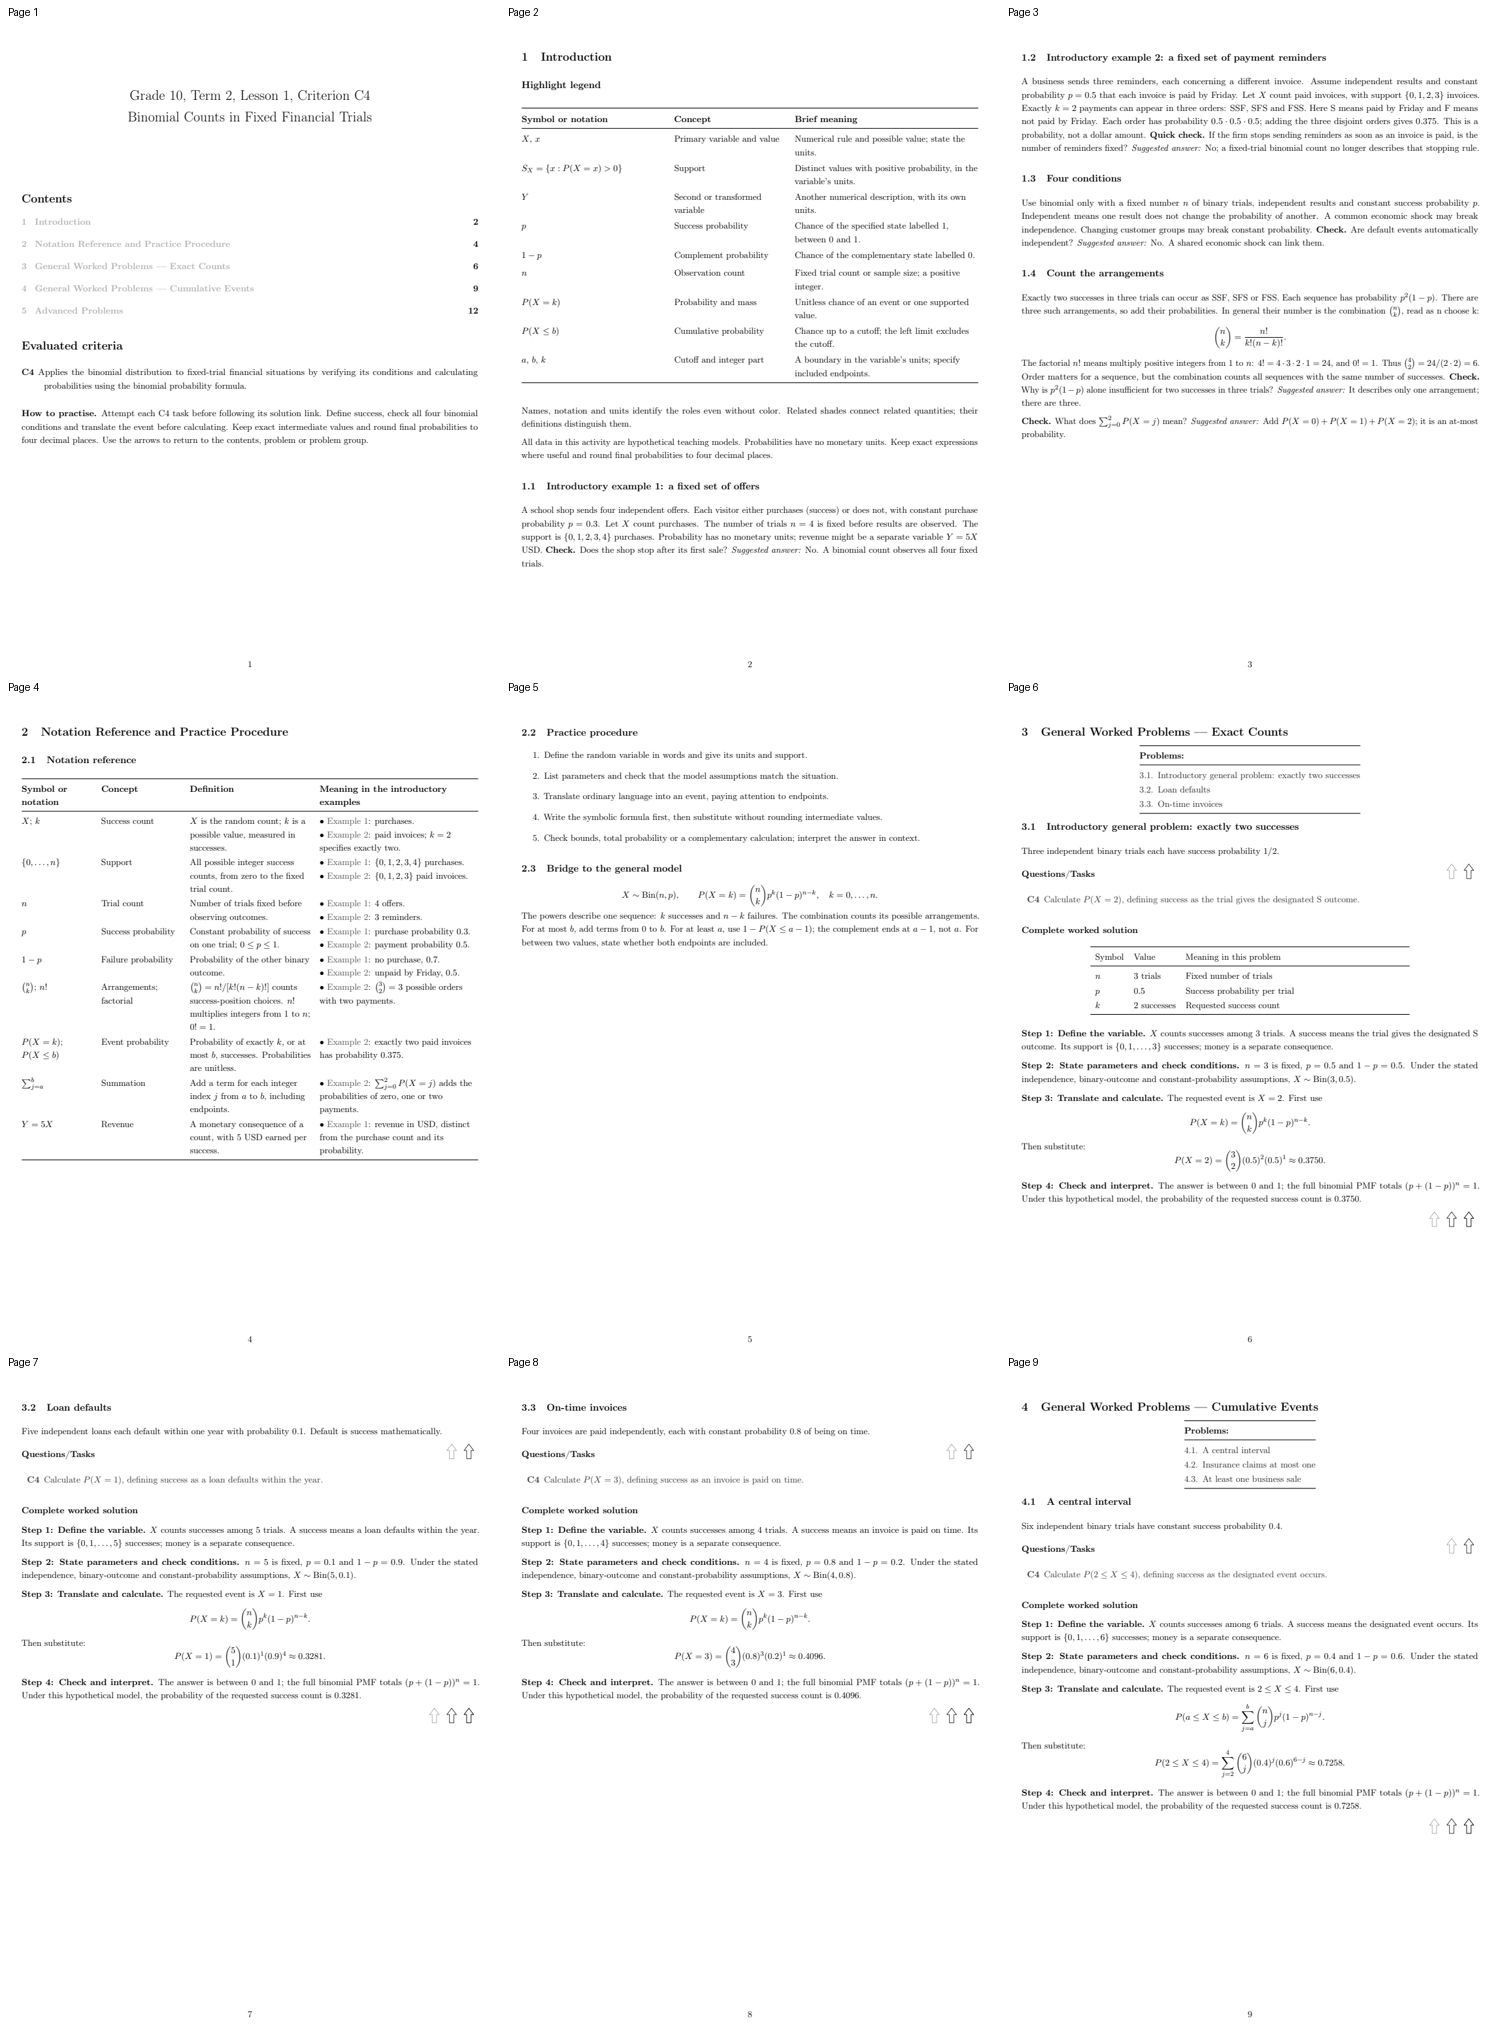 Page 1
Grade 10, Term 2, Lesson 1, Criterion C4
Binomial Counts in Fixed Financial Trials
Contents
1 Introduction 2
2 Notation Reference and Practice Procedure 4
3 General Worked Problems — Exact Counts 6
4 General Worked Problems — Cumulative Events 9
5 Advanced Problems 12
Evaluated criteria
C4 Applies the binomial distribution to fixed-trial financial situations by verifying its conditions and calculating
probabilities using the binomial probability formula.
How to practise. Attempt each C4 task before following its solution link. Define success, check all four binomial
conditions and translate the event before calculating. Keep exact intermediate values and round final probabilities to
four decimal places. Use the arrows to return to the contents, problem or problem group.
1
Page 2
1 Introduction
Highlight legend
Symbol or notation Concept Brief meaning
X, x Primary variable and value Numerical rule and possible value; state the
units.
S_X = {x : P(X = x) > 0} Support Distinct values with positive probability, in the
variable's units.
Y Second or transformed Another numerical description, with its own
variable units.
p Success probability Chance of the specified state labelled 1,
between 0 and 1.
1 − p Complement probability Chance of the complementary state labelled 0.
n Observation count Fixed trial count or sample size; a positive
integer.
P(X = k) Probability and mass Unitless chance of an event or one supported
value.
P(X ≤ b) Cumulative probability Chance up to a cutoff; the left limit excludes
the cutoff.
a, b, k Cutoff and integer part A boundary in the variable's units; specify
included endpoints.
Names, notation and units identify the roles even without color. Related shades connect related quantities; their
definitions distinguish them.
All data in this activity are hypothetical teaching models. Probabilities have no monetary units. Keep exact expressions
where useful and round final probabilities to four decimal places.
1.1 Introductory example 1: a fixed set of offers
A school shop sends four independent offers. Each visitor either purchases (success) or does not, with constant purchase
probability p = 0.3. Let X count purchases. The number of trials n = 4 is fixed before results are observed. The
support is {0, 1, 2, 3, 4} purchases. Probability has no monetary units; revenue might be a separate variable Y = 5X
USD. Check. Does the shop stop after its first sale? Suggested answer: No. A binomial count observes all four fixed
trials.
2
Page 3
1.2 Introductory example 2: a fixed set of payment reminders
A business sends three reminders, each concerning a different invoice. Assume independent results and constant
probability p = 0.5 that each invoice is paid by Friday. Let X count paid invoices, with support {0, 1, 2, 3} invoices.
Exactly k = 2 payments can appear in three orders: SSF, SFS and FSS. Here S means paid by Friday and F means
not paid by Friday. Each order has probability 0.5 · 0.5 · 0.5; adding the three disjoint orders gives 0.375. This is a
probability, not a dollar amount. Quick check. If the firm stops sending reminders as soon as an invoice is paid, is the
number of reminders fixed? Suggested answer: No; a fixed-trial binomial count no longer describes that stopping rule.
1.3 Four conditions
Use binomial only with a fixed number n of binary trials, independent results and constant success probability p.
Independent means one result does not change the probability of another. A common economic shock may break
independence. Changing customer groups may break constant probability. Check. Are default events automatically
independent? Suggested answer: No. A shared economic shock can link them.
1.4 Count the arrangements
Exactly two successes in three trials can occur as SSF, SFS or FSS. Each sequence has probability p²(1 − p). There are
three such arrangements, so add their probabilities. In general their number is the combination (n k), read as n choose k:
(n k) = n! / k!(n − k)!.
The factorial n! means multiply positive integers from 1 to n: 4! = 4 · 3 · 2 · 1 = 24, and 0! = 1. Thus (4 2) = 24/(2 · 2) = 6.
Order matters for a sequence, but the combination counts all sequences with the same number of successes. Check.
Why is p²(1 − p) alone insufficient for two successes in three trials? Suggested answer: It describes only one arrangement;
there are three.
Check. What does ∑_{j=0}^{2} P(X = j) mean? Suggested answer: Add P(X = 0) + P(X = 1) + P(X = 2); it is an at-most
probability.
3
Page 4
2 Notation Reference and Practice Procedure
2.1 Notation reference
Symbol or Concept Definition Meaning in the introductory
notation examples
X; k Success count X is the random count; k is a • Example 1: purchases.
possible value, measured in • Example 2: paid invoices; k = 2
successes. specifies exactly two.
{0, . . . , n} Support All possible integer success • Example 1: {0, 1, 2, 3, 4} purchases.
counts, from zero to the fixed • Example 2: {0, 1, 2, 3} paid invoices.
trial count.
n Trial count Number of trials fixed before • Example 1: 4 offers.
observing outcomes. • Example 2: 3 reminders.
p Success probability Constant probability of success • Example 1: purchase probability 0.3.
on one trial; 0 ≤ p ≤ 1. • Example 2: payment probability 0.5.
1 − p Failure probability Probability of the other binary • Example 1: no purchase, 0.7.
outcome. • Example 2: unpaid by Friday, 0.5.
(n k); n! Arrangements; (n k) = n!/[k!(n − k)!] counts • Example 2: (3 2) = 3 possible orders
factorial success-position choices. n! with two payments.
multiplies integers from 1 to n;
0! = 1.
P(X = k); Event probability Probability of exactly k, or at • Example 2: exactly two paid invoices
P(X ≤ b) most b, successes. Probabilities has probability 0.375.
are unitless.
∑_{j=a}^{b} Summation Add a term for each integer • Example 2: ∑_{j=0}^{2} P(X = j) adds the
index j from a to b, including probabilities of zero, one or two
endpoints. payments.
Y = 5X Revenue A monetary consequence of a • Example 1: revenue in USD, distinct
count, with 5 USD earned per from the purchase count and its
success. probability.
4
Page 5
2.2 Practice procedure
1. Define the random variable in words and give its units and support.
2. List parameters and check that the model assumptions match the situation.
3. Translate ordinary language into an event, paying attention to endpoints.
4. Write the symbolic formula first, then substitute without rounding intermediate values.
5. Check bounds, total probability or a complementary calculation; interpret the answer in context.
2.3 Bridge to the general model
X ∼ Bin(n, p), P(X = k) = (n k) p^k (1 − p)^{n−k}, k = 0, . . . , n.
The powers describe one sequence: k successes and n − k failures. The combination counts its possible arrangements.
For at most b, add terms from 0 to b. For at least a, use 1 − P(X ≤ a − 1); the complement ends at a − 1, not a. For
between two values, state whether both endpoints are included.
5
Page 6
3 General Worked Problems — Exact Counts
Problems:
3.1. Introductory general problem: exactly two successes
3.2. Loan defaults
3.3. On-time invoices
3.1 Introductory general problem: exactly two successes
Three independent binary trials each have success probability 1/2.
Questions/Tasks
C4 Calculate P(X = 2), defining success as the trial gives the designated S outcome.
Complete worked solution
Symbol Value Meaning in this problem
n 3 trials Fixed number of trials
p 0.5 Success probability per trial
k 2 successes Requested success count
Step 1: Define the variable. X counts successes among 3 trials. A success means the trial gives the designated S
outcome. Its support is {0, 1, . . . , 3} successes; money is a separate consequence.
Step 2: State parameters and check conditions. n = 3 is fixed, p = 0.5 and 1 − p = 0.5. Under the stated
independence, binary-outcome and constant-probability assumptions, X ∼ Bin(3, 0.5).
Step 3: Translate and calculate. The requested event is X = 2. First use
P(X = k) = (n k) p^k (1 − p)^{n−k}.
Then substitute:
P(X = 2) = (3 2) (0.5)²(0.5)¹ ≈ 0.3750.
Step 4: Check and interpret. The answer is between 0 and 1; the full binomial PMF totals (p + (1 − p))^n = 1.
Under this hypothetical model, the probability of the requested success count is 0.3750.
6
Page 7
3.2 Loan defaults
Five independent loans each default within one year with probability 0.1. Default is success mathematically.
Questions/Tasks
C4 Calculate P(X = 1), defining success as a loan defaults within the year.
Complete worked solution
Step 1: Define the variable. X counts successes among 5 trials. A success means a loan defaults within the year.
Its support is {0, 1, . . . , 5} successes; money is a separate consequence.
Step 2: State parameters and check conditions. n = 5 is fixed, p = 0.1 and 1 − p = 0.9. Under the stated
independence, binary-outcome and constant-probability assumptions, X ∼ Bin(5, 0.1).
Step 3: Translate and calculate. The requested event is X = 1. First use
P(X = k) = (n k) p^k (1 − p)^{n−k}.
Then substitute:
P(X = 1) = (5 1) (0.1)¹(0.9)⁴ ≈ 0.3281.
Step 4: Check and interpret. The answer is between 0 and 1; the full binomial PMF totals (p + (1 − p))^n = 1.
Under this hypothetical model, the probability of the requested success count is 0.3281.
7
Page 8
3.3 On-time invoices
Four invoices are paid independently, each with constant probability 0.8 of being on time.
Questions/Tasks
C4 Calculate P(X = 3), defining success as an invoice is paid on time.
Complete worked solution
Step 1: Define the variable. X counts successes among 4 trials. A success means an invoice is paid on time. Its
support is {0, 1, . . . , 4} successes; money is a separate consequence.
Step 2: State parameters and check conditions. n = 4 is fixed, p = 0.8 and 1 − p = 0.2. Under the stated
independence, binary-outcome and constant-probability assumptions, X ∼ Bin(4, 0.8).
Step 3: Translate and calculate. The requested event is X = 3. First use
P(X = k) = (n k) p^k (1 − p)^{n−k}.
Then substitute:
P(X = 3) = (4 3) (0.8)³(0.2)¹ ≈ 0.4096.
Step 4: Check and interpret. The answer is between 0 and 1; the full binomial PMF totals (p + (1 − p))^n = 1.
Under this hypothetical model, the probability of the requested success count is 0.4096.
8
Page 9
4 General Worked Problems — Cumulative Events
Problems:
4.1. A central interval
4.2. Insurance claims at most one
4.3. At least one business sale
4.1 A central interval
Six independent binary trials have constant success probability 0.4.
Questions/Tasks
C4 Calculate P(2 ≤ X ≤ 4), defining success as the designated event occurs.
Complete worked solution
Step 1: Define the variable. X counts successes among 6 trials. A success means the designated event occurs. Its
support is {0, 1, . . . , 6} successes; money is a separate consequence.
Step 2: State parameters and check conditions. n = 6 is fixed, p = 0.4 and 1 − p = 0.6. Under the stated
independence, binary-outcome and constant-probability assumptions, X ∼ Bin(6, 0.4).
Step 3: Translate and calculate. The requested event is 2 ≤ X ≤ 4. First use
P(a ≤ X ≤ b) = ∑_{j=a}^{b} (n j) p^j (1 − p)^{n−j}.
Then substitute:
P(2 ≤ X ≤ 4) = ∑_{j=2}^{4} (6 j) (0.4)^j (0.6)^{6−j} ≈ 0.7258.
Step 4: Check and interpret. The answer is between 0 and 1; the full binomial PMF totals (p + (1 − p))^n = 1.
Under this hypothetical model, the probability of the requested success count is 0.7258.
9